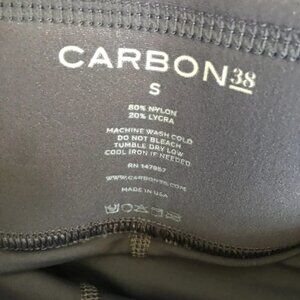 CARBON38
S
80% NYLON
20% LYCRA
MACHINE WASH COLD
DO NOT BLEACH
TUMBLE DRY LOW
COOL IRON IF NEEDED
RN 147957
WWW.CARBON38.COM
MADE IN USA